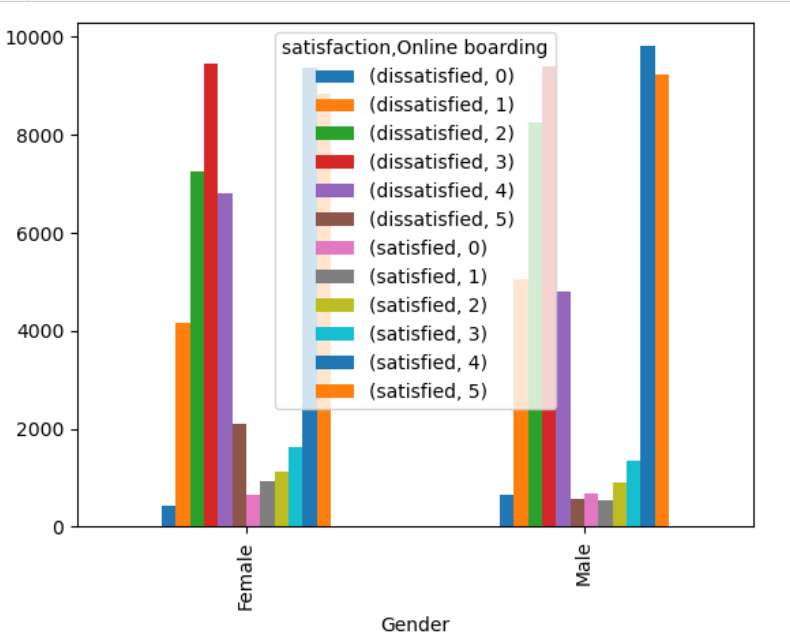 10000
8000
6000
4000
2000
0
satisfaction,Online boarding
(dissatisfied, 0)
(dissatisfied, 1)
(dissatisfied, 2)
(dissatisfied, 3)
(dissatisfied, 4)
(dissatisfied, 5)
(satisfied, 0)
(satisfied, 1)
(satisfied, 2)
(satisfied, 3)
(satisfied, 4)
(satisfied, 5)
Female
Male
Gender